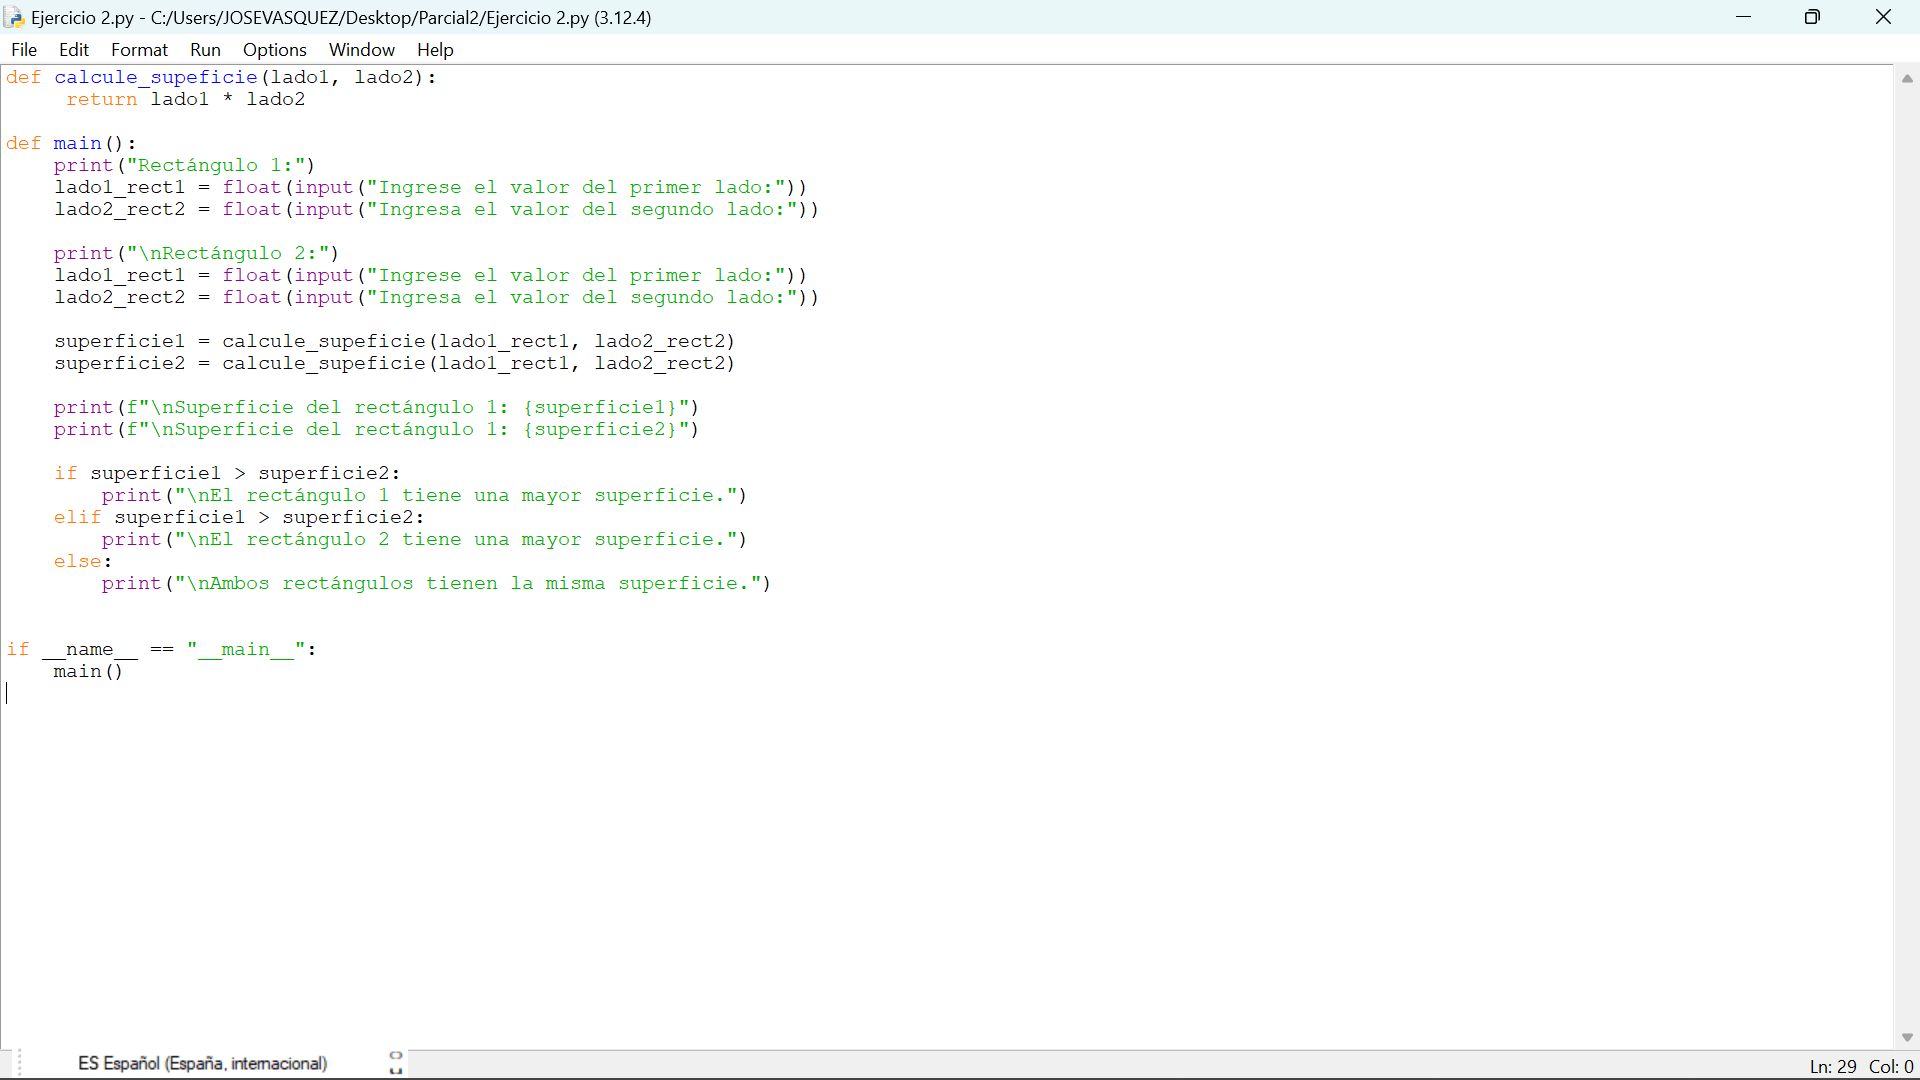 Ejercicio 2.py - C:/Users/JOSEVASQUEZ/Desktop/Parcial2/Ejercicio 2.py (3.12.4)
File Edit Format Run Options Window Help
def calcule_supeficie(lado1, lado2):
     return lado1 * lado2

def main():
    print("Rectángulo 1:")
    lado1_rect1 = float(input("Ingrese el valor del primer lado:"))
    lado2_rect2 = float(input("Ingresa el valor del segundo lado:"))

    print("\nRectángulo 2:")
    lado1_rect1 = float(input("Ingrese el valor del primer lado:"))
    lado2_rect2 = float(input("Ingresa el valor del segundo lado:"))

    superficie1 = calcule_supeficie(lado1_rect1, lado2_rect2)
    superficie2 = calcule_supeficie(lado1_rect1, lado2_rect2)

    print(f"\nSuperficie del rectángulo 1: {superficie1}")
    print(f"\nSuperficie del rectángulo 1: {superficie2}")

    if superficie1 > superficie2:
        print("\nEl rectángulo 1 tiene una mayor superficie.")
    elif superficie1 > superficie2:
        print("\nEl rectángulo 2 tiene una mayor superficie.")
    else:
        print("\nAmbos rectángulos tienen la misma superficie.")


if __name__ == "__main__":
    main()
ES Español (España, internacional)
Ln: 29 Col: 0